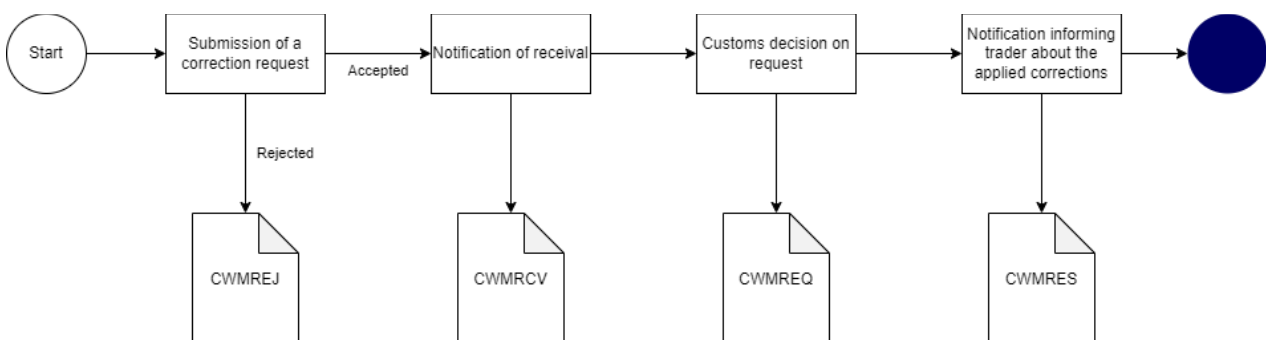 Start
Submission of a
correction request
Accepted
Notification of receival
Customs decision on
request
Notification informing
trader about the
applied corrections
Rejected
CWMREJ
CWMRCV
CWMREQ
CWMRES